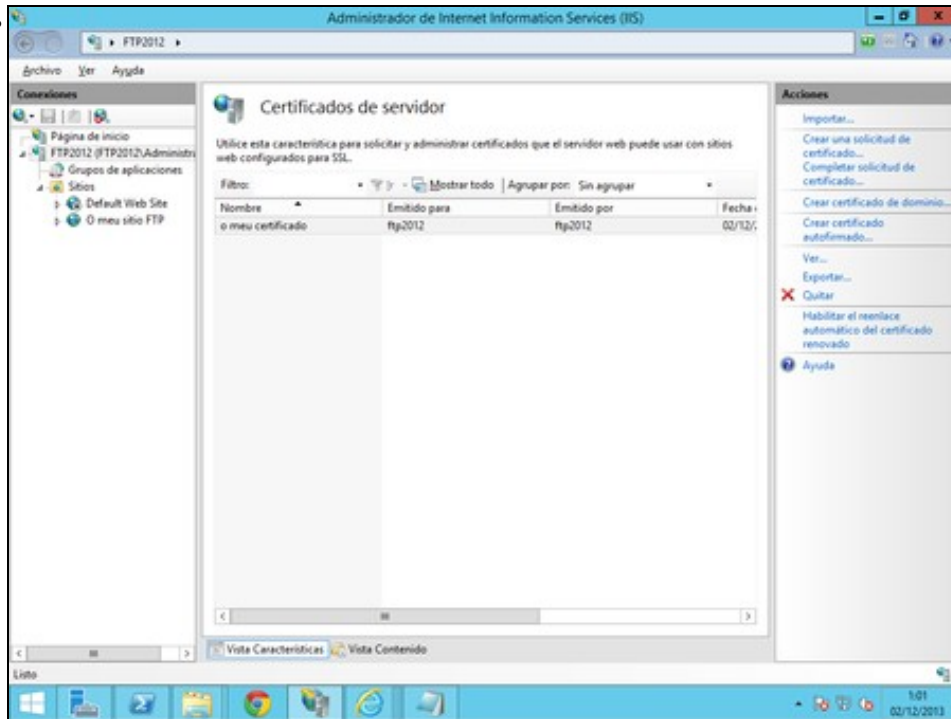 Administrador de Internet Information Services (IIS)
FTP2012
Archivo Ver Ayuda
Conexiones
Página de inicio
FTP2012 (FTP2012\Administra
Grupos de aplicaciones
Sitios
Default Web Site
O meu sitio FTP
Certificados de servidor
Utilice esta característica para solicitar y administrar certificados que el servidor web puede usar con sitios
web configurados para SSL.
Filtro: Mostrar todo Agrupar por: Sin agrupar
Nombre Emitido para Emitido por Fecha
o meu certificado ftp2012 ftp2012 02/12/
Vista Características Vista Contenido
Acciones
Importar...
Crear una solicitud de
certificado...
Completar solicitud de
certificado...
Crear certificado de dominio...
Crear certificado
autofirmado...
Ver...
Exportar...
Quitar
Habilitar el reenlace
automático del certificado
renovado
Ayuda
Listo
1:01
02/12/2013